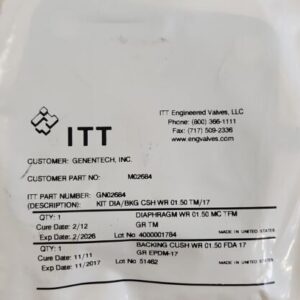 ITT
ITT Engineered Valves, LLC
Phone: (800) 366-1111
Fax: (717) 509-2336
www.engvalves.com
CUSTOMER: GENENTECH, INC.
CUSTOMER: M02684
ITT PART NUMBER: GN02684
(DESCRIPTION): KIT DIA/BKG CSH WR 01.50 TM/17
QTY: 1 DIAPHRAGM WR 01.50 MC TFM
Cure Date: 2/12 GR TM
Exp Date: 2/2026 Lot No 4000001784 MADE IN UNITED STATES
QTY: 1 BACKING CUSH WR 01.50 FDA 17
Cure Date: 11/11 GR EPDM-17
Exp Date: 11/2017 Lot No: 51462 MADE IN UNITED STATES